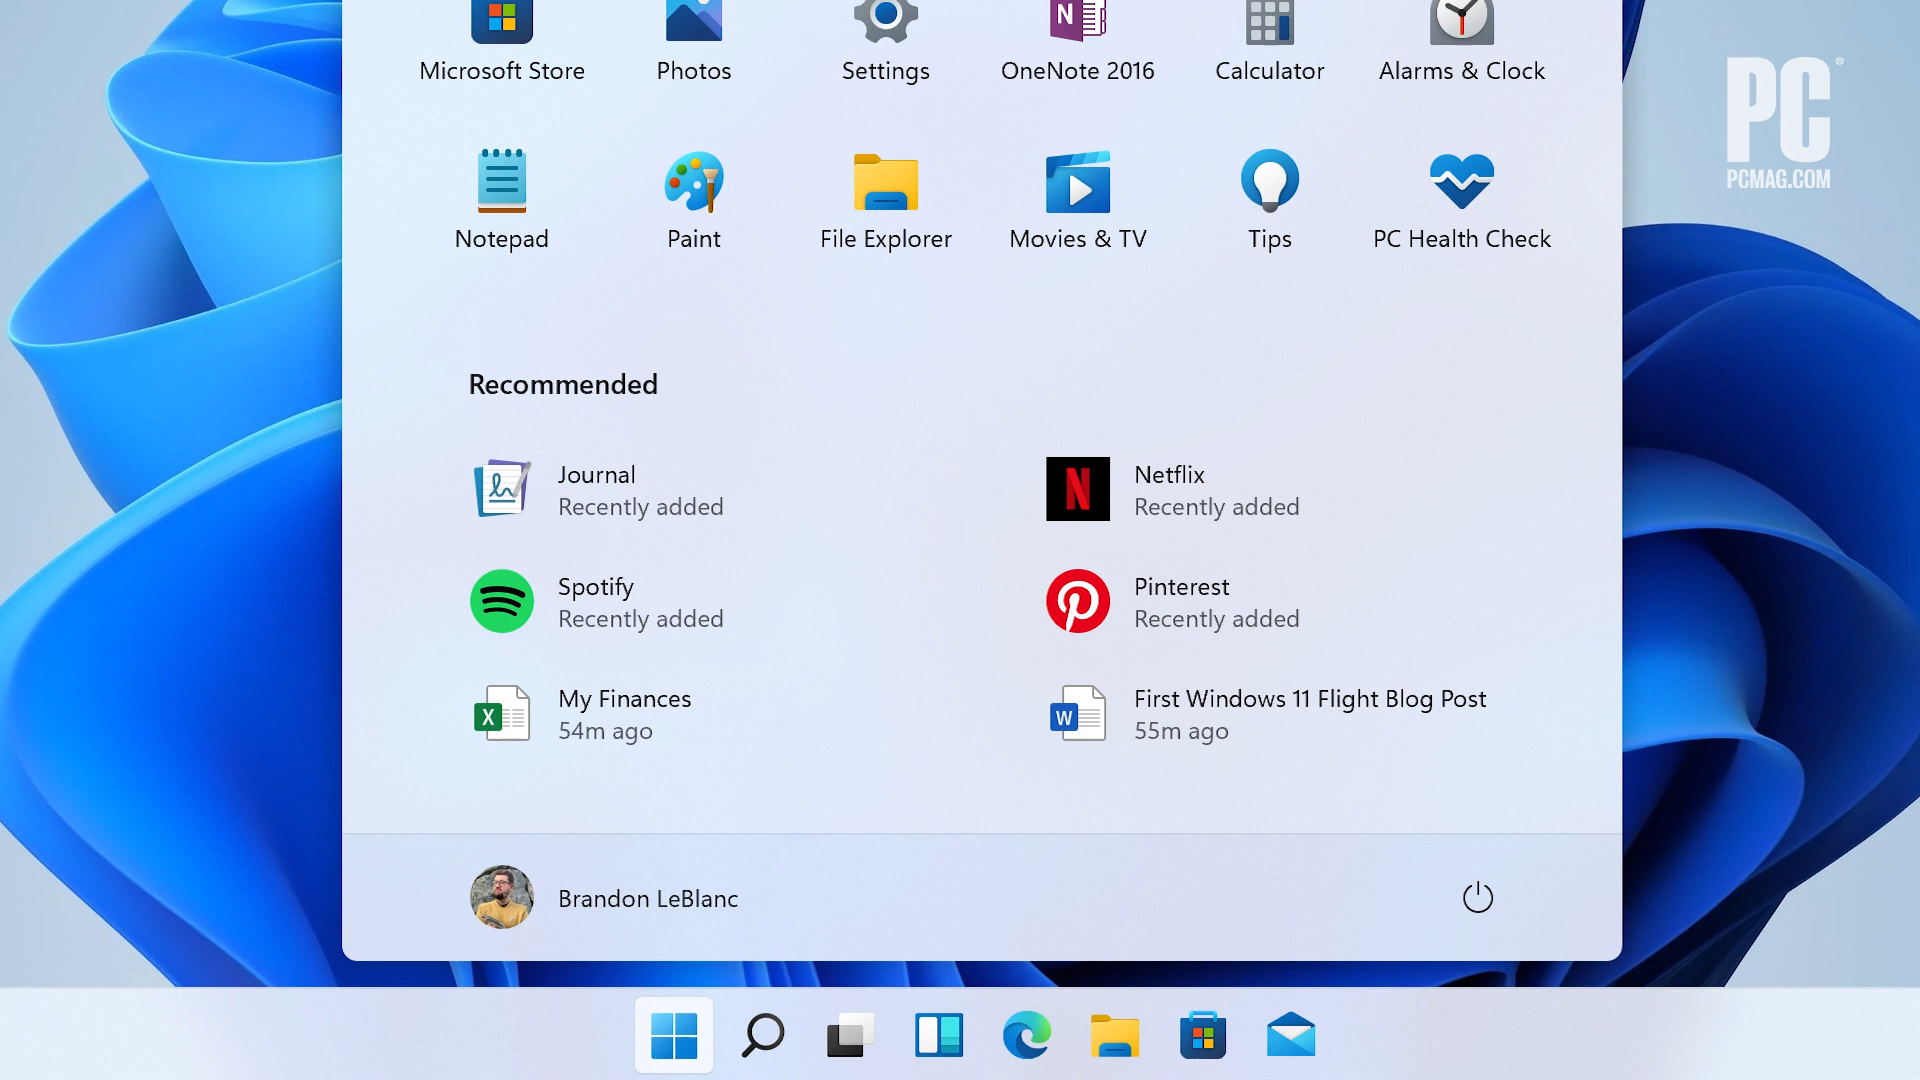 Microsoft Store
Photos
Settings
N
OneNote 2016
Calculator
Alarms & Clock
PC®
PCMAG.COM
Notepad
Paint
File Explorer
Movies & TV
Tips
PC Health Check
Recommended
Journal
Recently added
N
Netflix
Recently added
Spotify
Recently added
Pinterest
Recently added
X
My Finances
54m ago
W
First Windows 11 Flight Blog Post
55m ago
Brandon LeBlanc